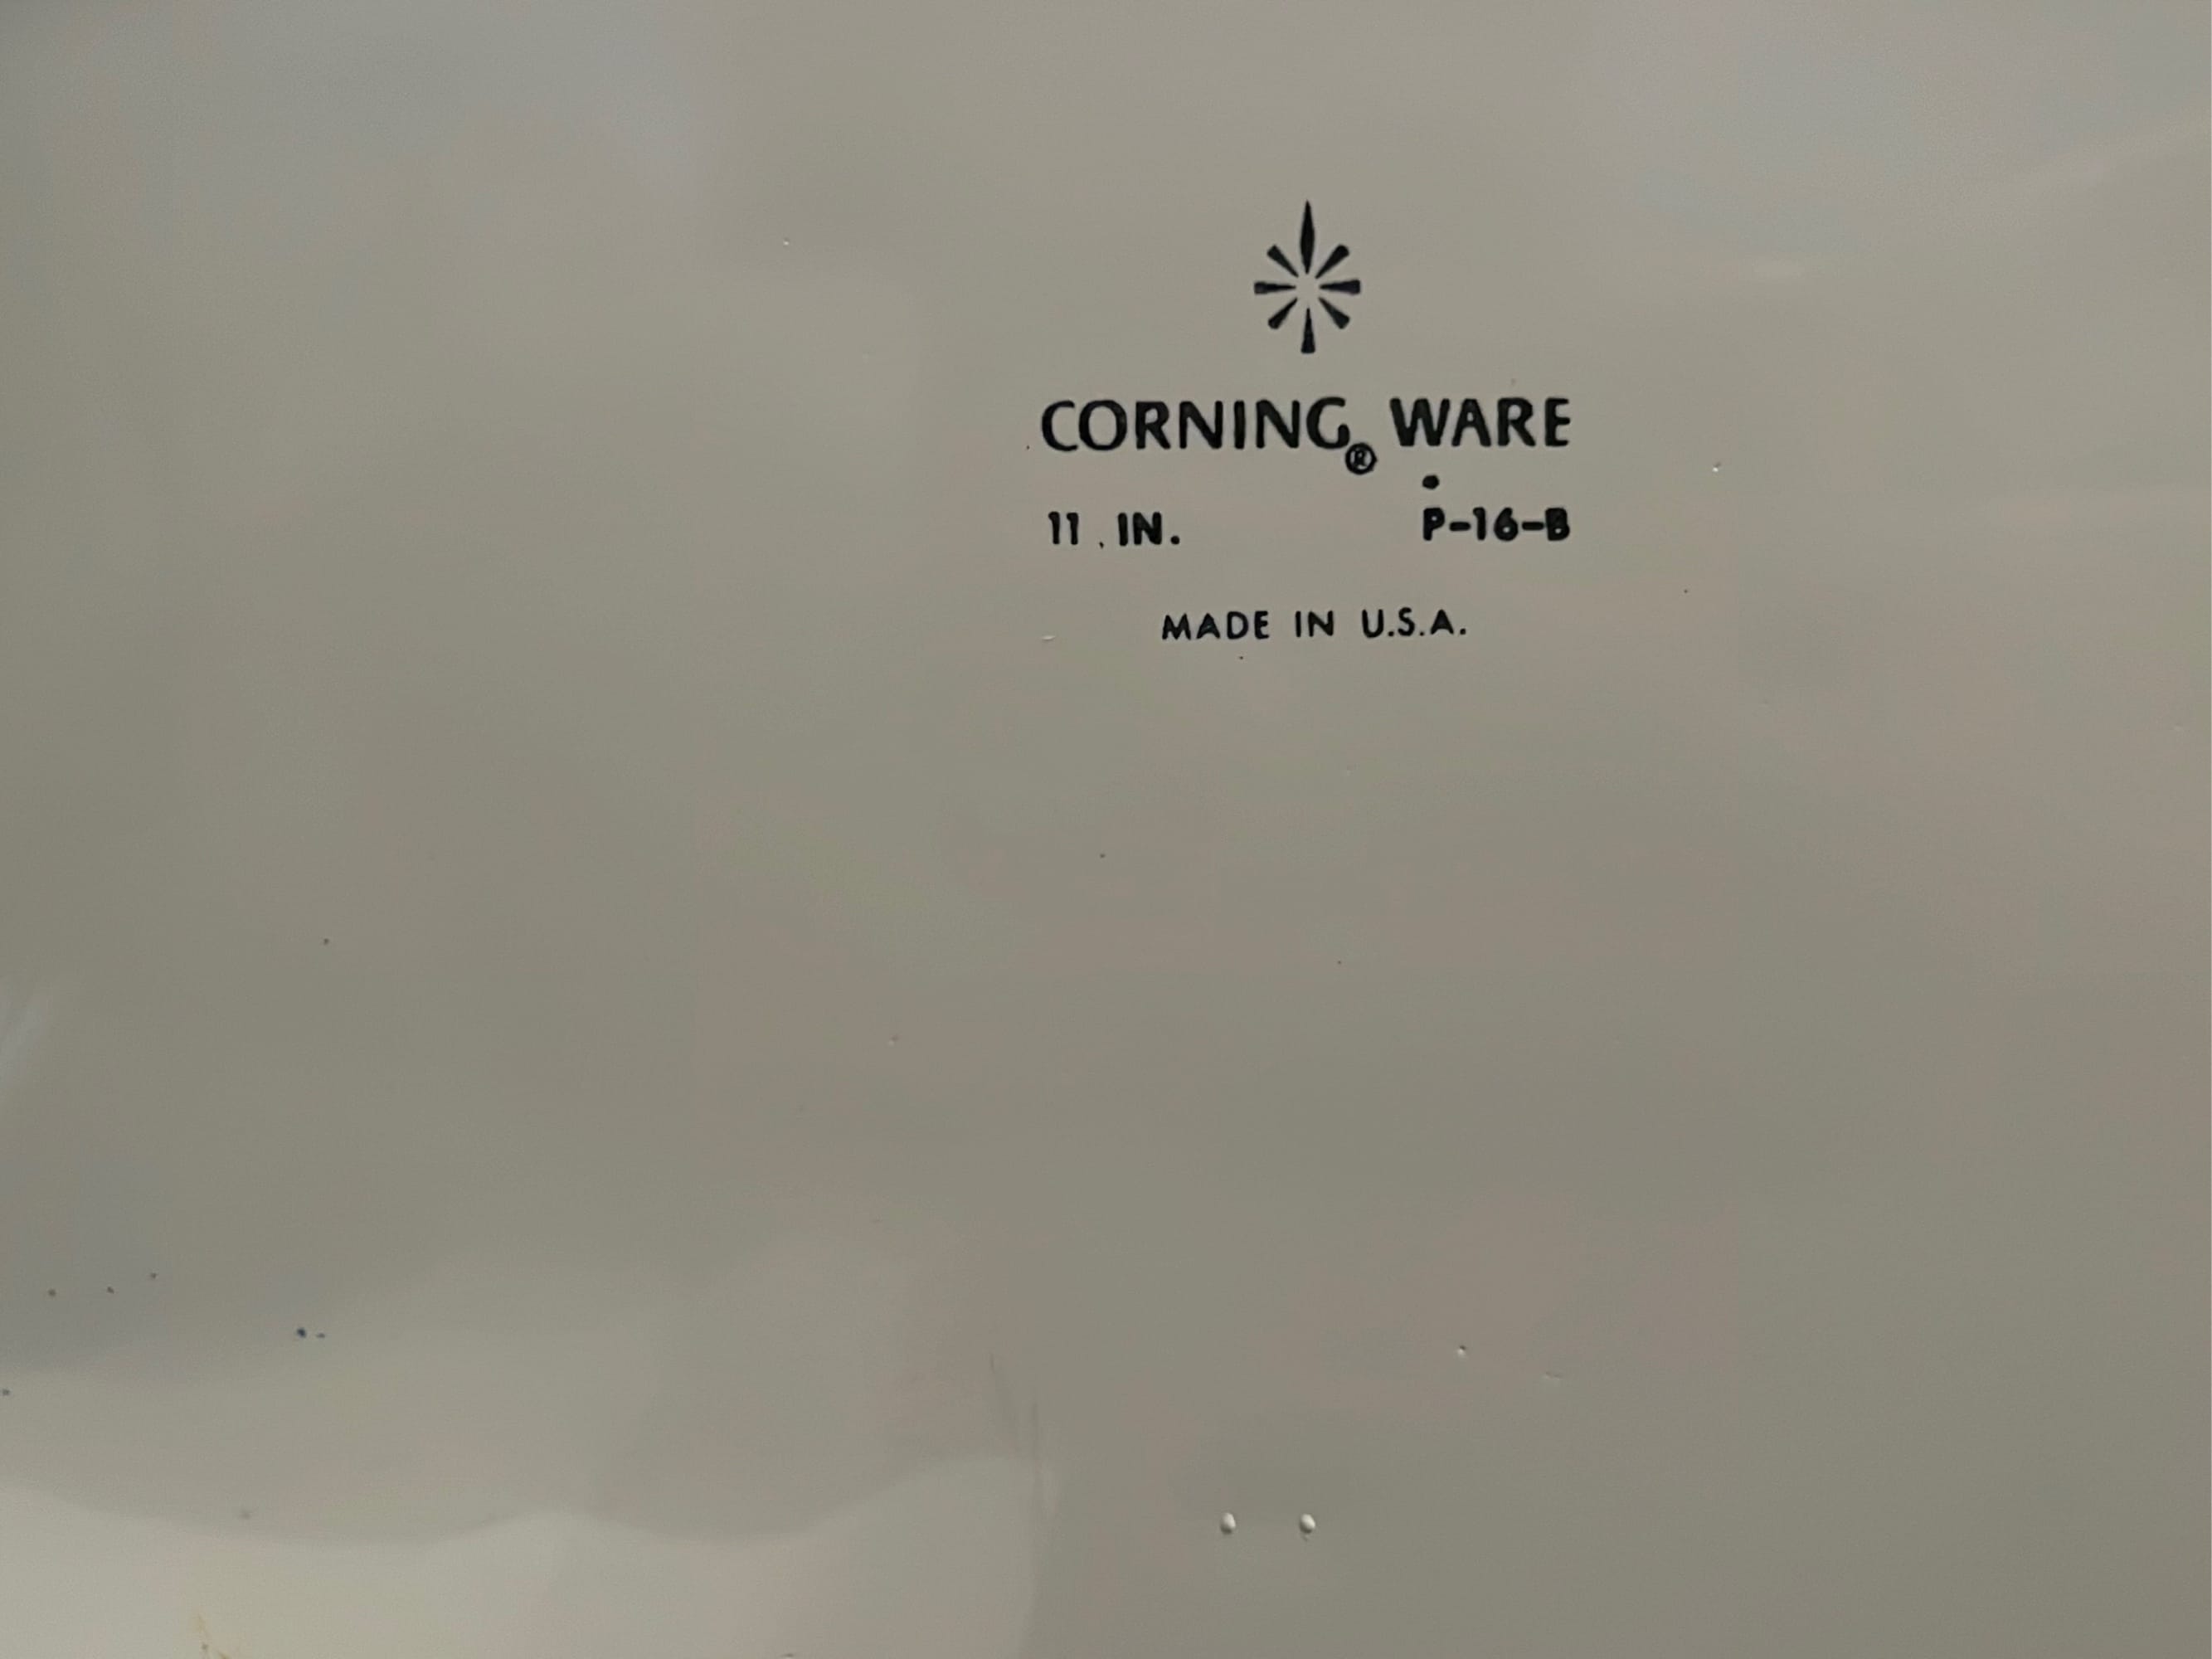 CORNING® WARE
11 IN. P-16-B
MADE IN U.S.A.